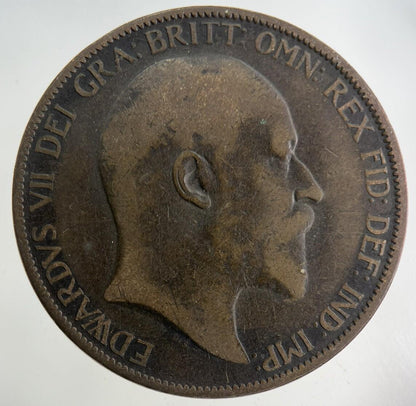 EDWARDVS VII DEI GRA: BRITT: OMN: REX FID: DEF: IND: IMP: